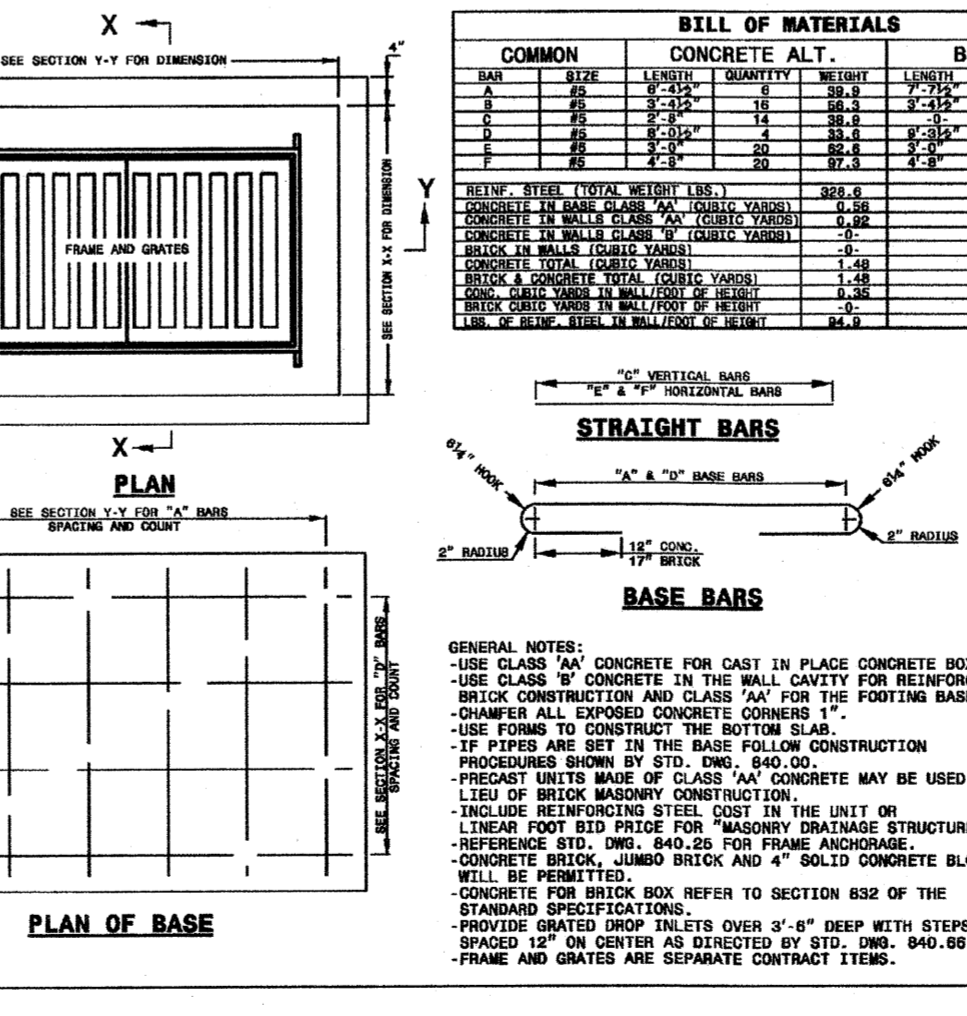 X
SEE SECTION Y-Y FOR DIMENSION
4"
FRAME AND GRATES
SEE SECTION X-X FOR DIMENSION
Y
X
PLAN
SEE SECTION Y-Y FOR "A" BARS
SPACING AND COUNT
SEE SECTION X-X FOR "D" BARS
SPACING AND COUNT
PLAN OF BASE
BILL OF MATERIALS
COMMON CONCRETE ALT. B
BAR SIZE LENGTH QUANTITY WEIGHT LENGTH
A #5 6'-4½" 6 39.9 7'-7½"
B #5 3'-4½" 16 56.3 3'-4½"
C #5 2'-8" 14 38.9 -0-
D #5 8'-0½" 4 33.6 9'-3½"
E #5 3'-0" 20 62.6 3'-0"
F #5 4'-8" 20 97.3 4'-8"
REINF. STEEL (TOTAL WEIGHT LBS.) 328.6
CONCRETE IN BASE CLASS 'AA' (CUBIC YARDS) 0.56
CONCRETE IN WALLS CLASS 'AA' (CUBIC YARDS) 0.92
CONCRETE IN WALLS CLASS 'B' (CUBIC YARDS) -0-
BRICK IN WALLS (CUBIC YARDS) -0-
CONCRETE TOTAL (CUBIC YARDS) 1.48
BRICK & CONCRETE TOTAL (CUBIC YARDS) 1.48
CONC. CUBIC YARDS IN WALL/FOOT OF HEIGHT 0.35
BRICK CUBIC YARDS IN WALL/FOOT OF HEIGHT -0-
LBS. OF REINF. STEEL IN WALL/FOOT OF HEIGHT 94.9
"C" VERTICAL BARS
"E" & "F" HORIZONTAL BARS
STRAIGHT BARS
6¼" HOOK
"A" & "D" BASE BARS
6¼" HOOK
2" RADIUS
12" CONC.
17" BRICK
2" RADIUS
BASE BARS
GENERAL NOTES:
-USE CLASS 'AA' CONCRETE FOR CAST IN PLACE CONCRETE BO
-USE CLASS 'B' CONCRETE IN THE WALL CAVITY FOR REINFOR
BRICK CONSTRUCTION AND CLASS 'AA' FOR THE FOOTING BAS
-CHAMFER ALL EXPOSED CONCRETE CORNERS 1".
-USE FORMS TO CONSTRUCT THE BOTTOM SLAB.
-IF PIPES ARE SET IN THE BASE FOLLOW CONSTRUCTION
PROCEDURES SHOWN BY STD. DWG. 840.00.
-PRECAST UNITS MADE OF CLASS 'AA' CONCRETE MAY BE USED
LIEU OF BRICK MASONRY CONSTRUCTION.
-INCLUDE REINFORCING STEEL COST IN THE UNIT OR
LINEAR FOOT BID PRICE FOR "MASONRY DRAINAGE STRUCTUR
-REFERENCE STD. DWG. 840.25 FOR FRAME ANCHORAGE.
-CONCRETE BRICK, JUMBO BRICK AND 4" SOLID CONCRETE BL
WILL BE PERMITTED.
-CONCRETE FOR BRICK BOX REFER TO SECTION 832 OF THE
STANDARD SPECIFICATIONS.
-PROVIDE GRATED DROP INLETS OVER 3'-6" DEEP WITH STEPS
SPACED 12" ON CENTER AS DIRECTED BY STD. DWG. 840.66
-FRAME AND GRATES ARE SEPARATE CONTRACT ITEMS.